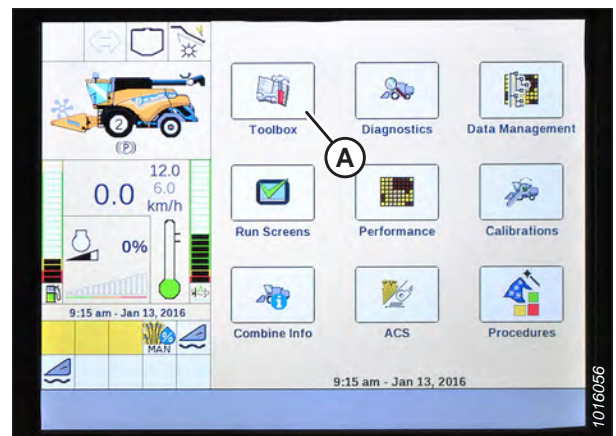 Toolbox
Diagnostics
Data Management
A
2
(P)
12.0
6.0
0.0
km/h
0%
Run Screens
Performance
Calibrations
9:15 am - Jan 13, 2016
MAN
Combine Info
ACS
Procedures
9:15 am - Jan 13, 2016
1016056